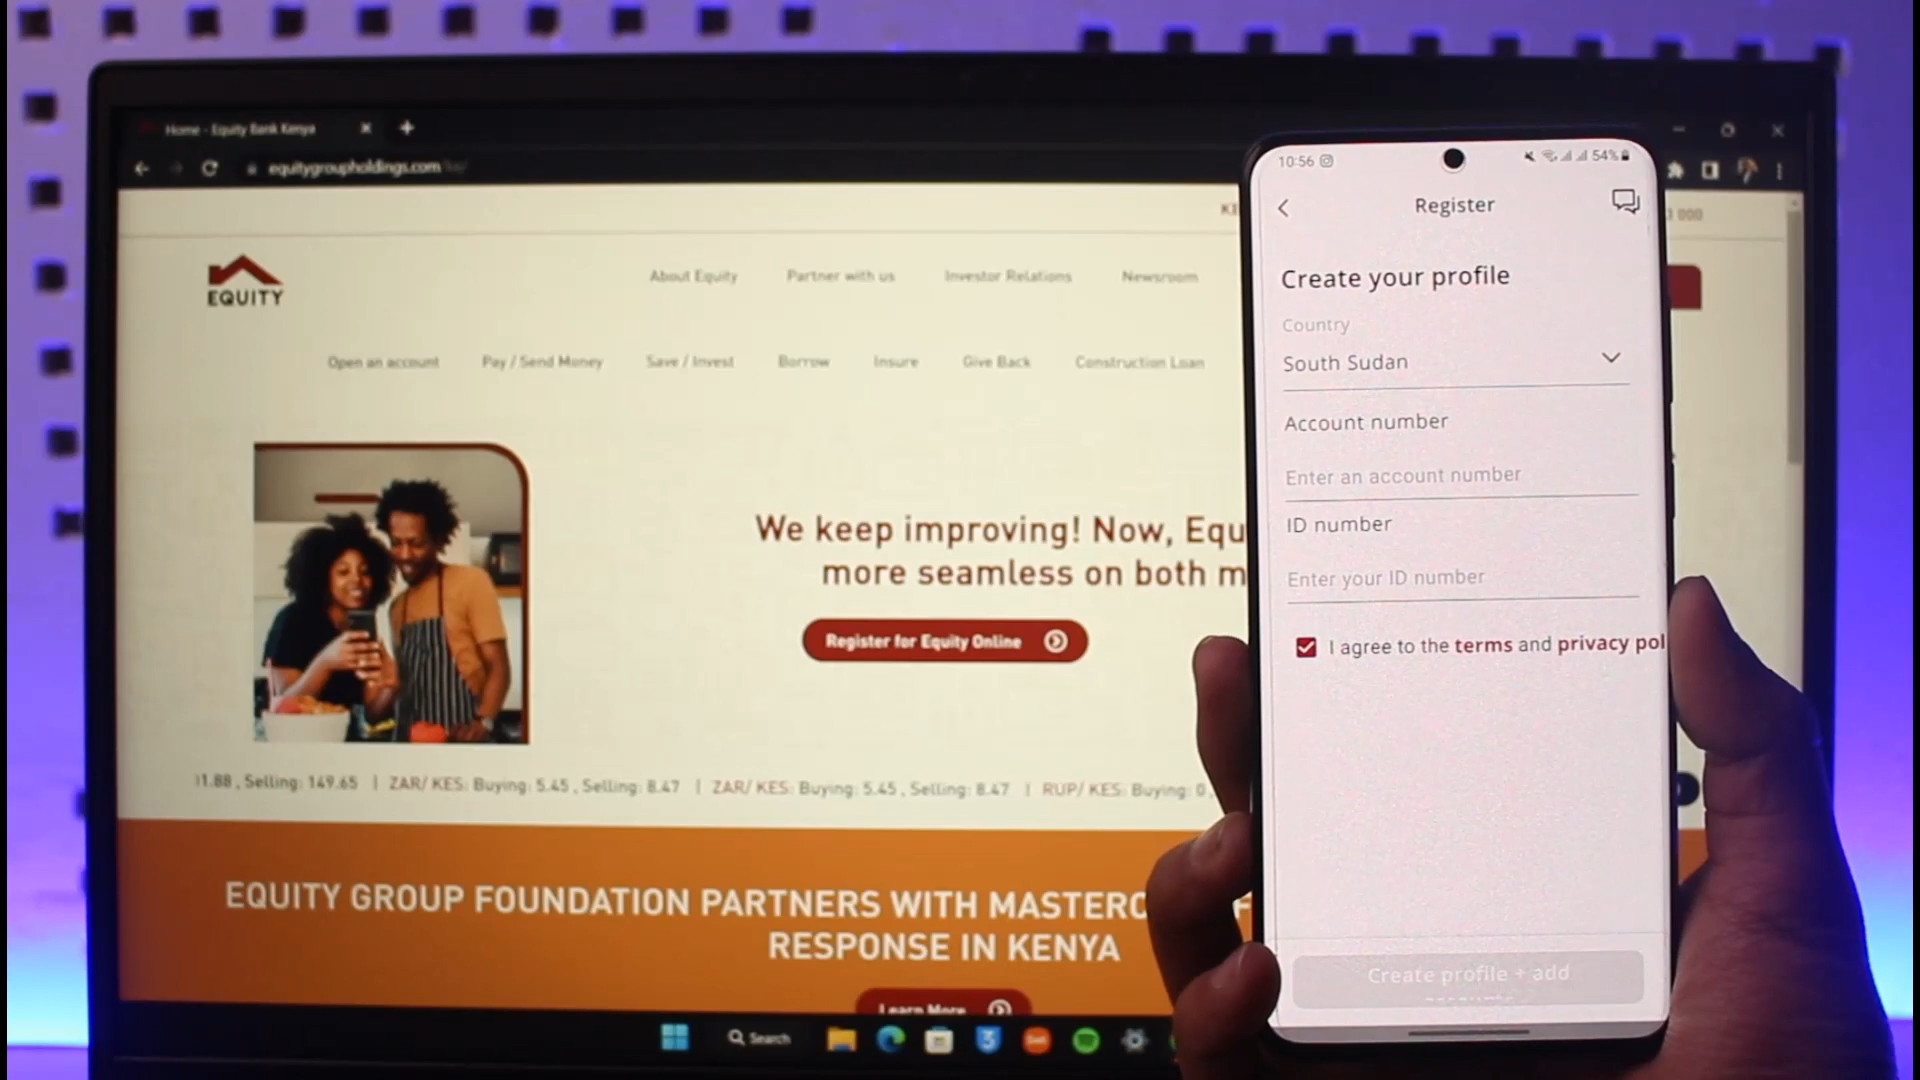 Home - Equity Bank Kenya
equitygroupholdings.com/ke/
EQUITY
About Equity
Partner with us
Investor Relations
Newsroom
Open an account
Pay / Send Money
Save / Invest
Borrow
Insure
Give Back
Construction Loan
We keep improving! Now, Equ
more seamless on both m
Register for Equity Online
1.88 , Selling: 149.65 | ZAR/ KES: Buying: 5.45 , Selling: 8.47 | ZAR/ KES: Buying: 5.45 , Selling: 8.47 | RUP/ KES: Buying: 0
EQUITY GROUP FOUNDATION PARTNERS WITH MASTERC F
RESPONSE IN KENYA
Learn More
Search
10:56
54%
Register
Create your profile
Country
South Sudan
Account number
Enter an account number
ID number
Enter your ID number
I agree to the terms and privacy pol
Create profile + add